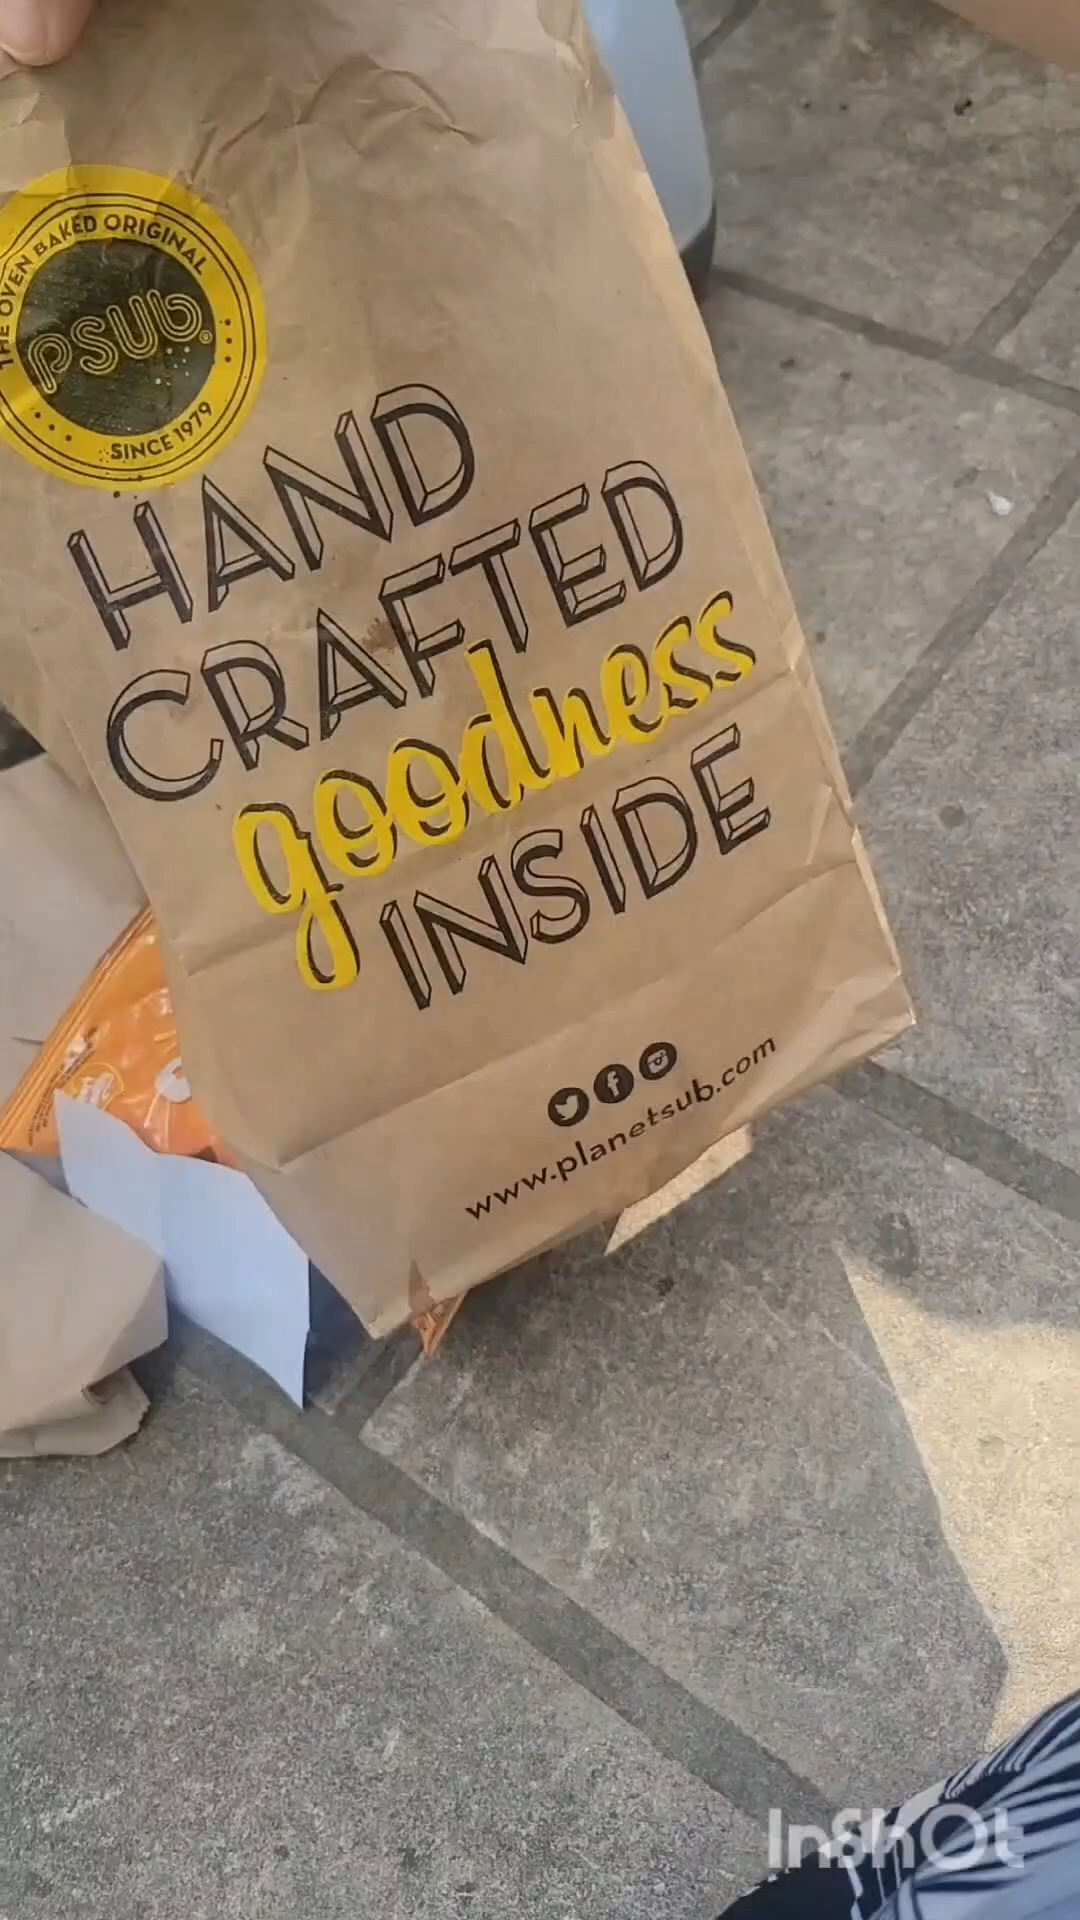 THE OVEN BAKED ORIGINAL
PSUB
SINCE 1979
HAND
CRAFTED
goodness
INSIDE
www.planetsub.com
InShOt